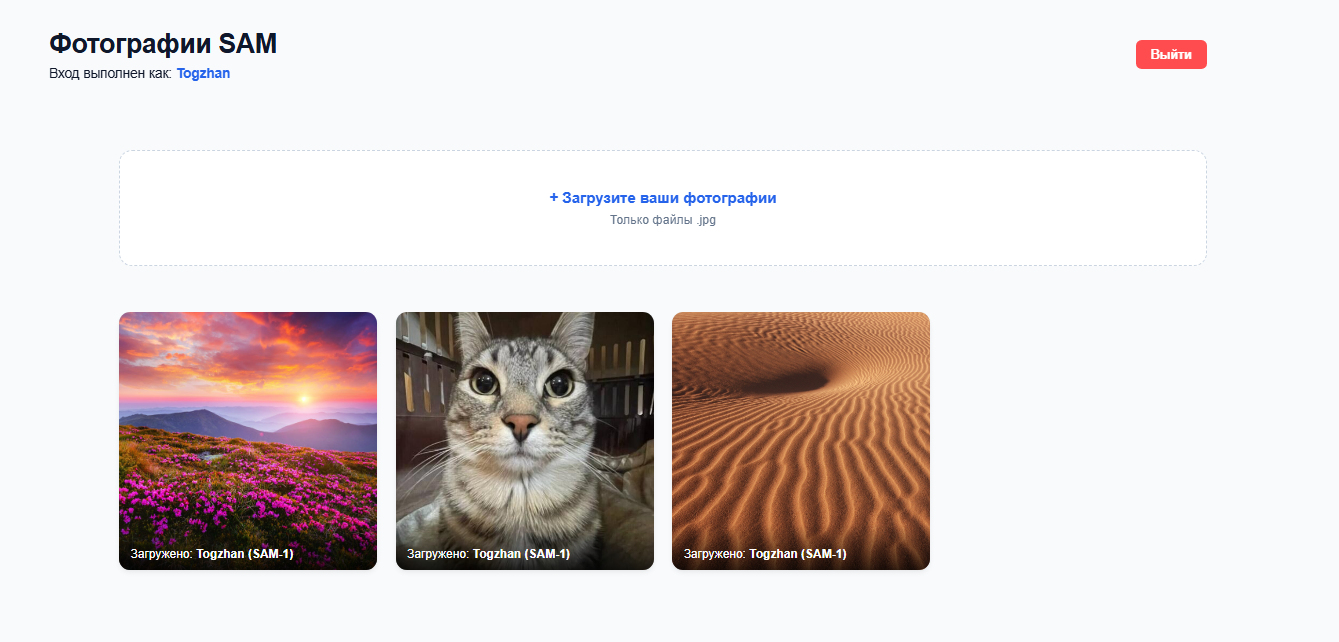 Фотографии SAM
Вход выполнен как: Togzhan
Выйти
+ Загрузите ваши фотографии
Только файлы .jpg
Загружено: Togzhan (SAM-1)
Загружено: Togzhan (SAM-1)
Загружено: Togzhan (SAM-1)